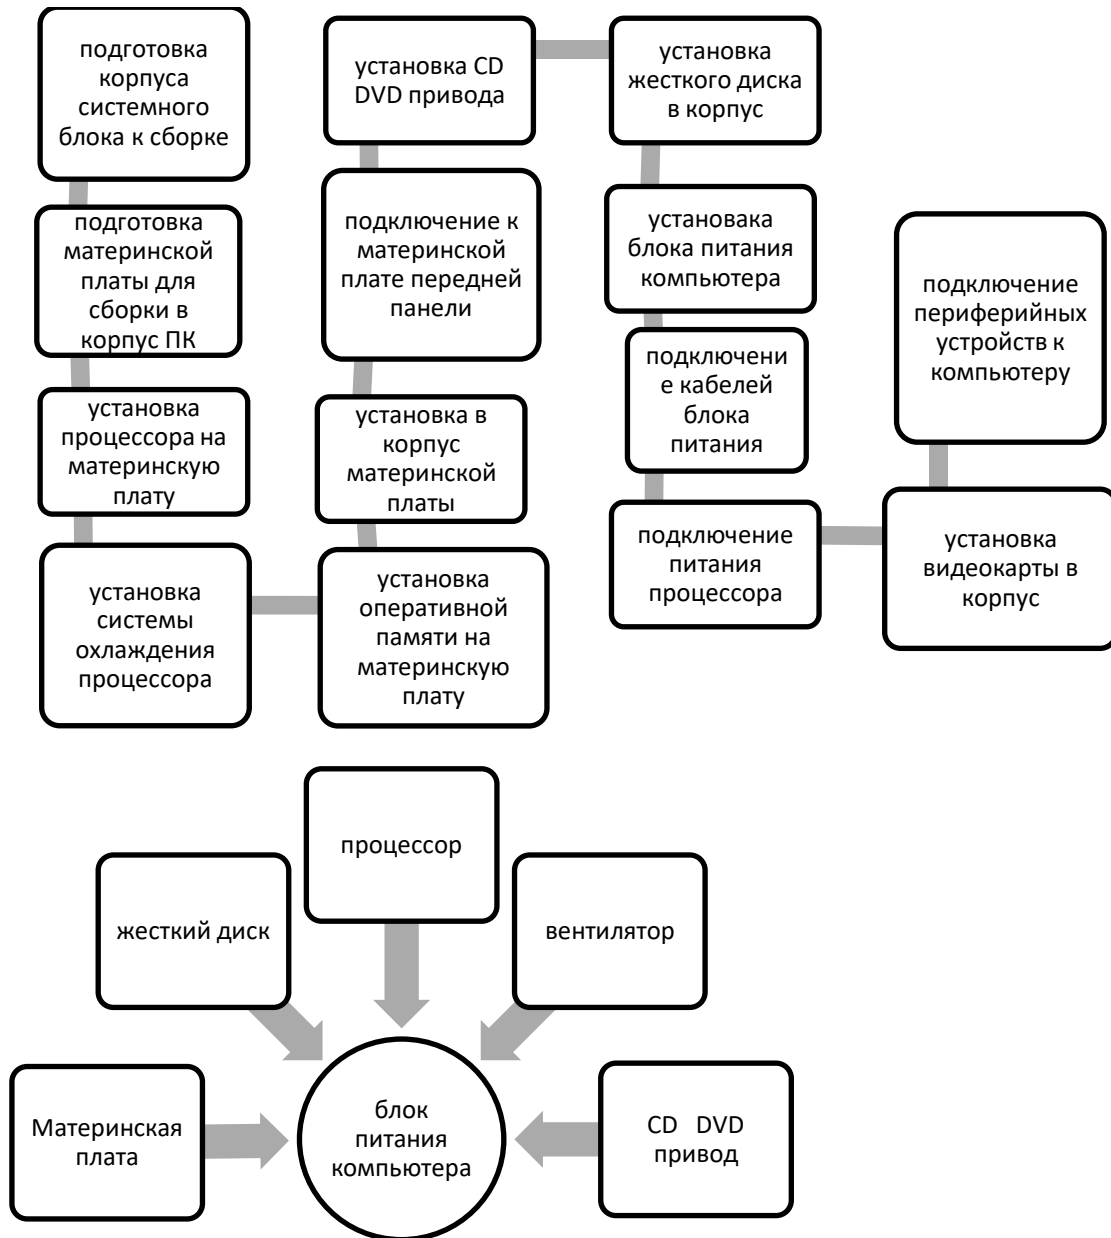 подготовка
корпуса
системного
блока к сборке
подготовка
материнской
платы для
сборки в
корпус ПК
установка
процессора на
материнскую
плату
установка
системы
охлаждения
процессора
установка
оперативной
памяти на
материнскую
плату
установка в
корпус
материнской
платы
подключение к
материнской
плате передней
панели
установка CD
DVD привода
установка
жесткого диска
в корпус
установака
блока питания
компьютера
подключени
е кабелей
блока
питания
подключение
питания
процессора
установка
видеокарты в
корпус
подключение
периферийных
устройств к
компьютеру
Материнская
плата
жесткий диск
процессор
вентилятор
CD DVD
привод
блок
питания
компьютера